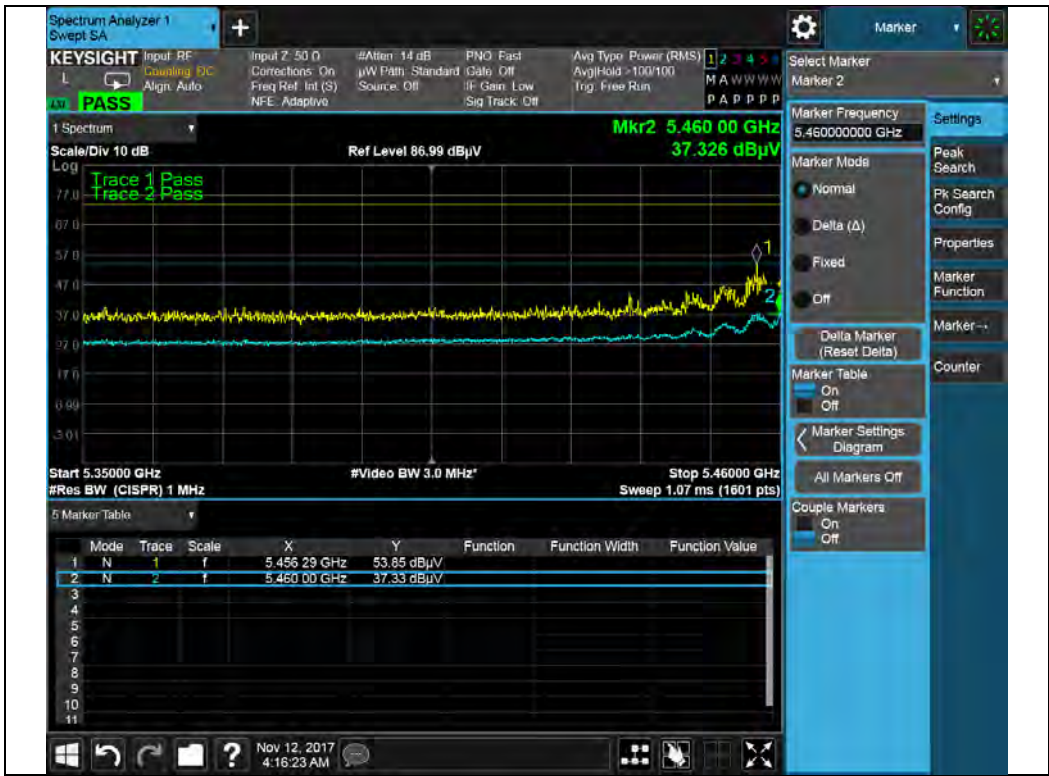 Spectrum Analyzer 1
Swept SA
+
Marker
KEYSIGHT
L
LXI PASS
Input: RF
Coupling: DC
Align: Auto
Input Z: 50 Ω
Corrections: On
Freq Ref: Int (S)
NFE: Adaptive
#Atten: 14 dB
µW Path: Standard
Source: Off
PNO: Fast
Gate: Off
IF Gain: Low
Sig Track: Off
Avg Type: Power (RMS)
Avg|Hold >100/100
Trig: Free Run
1 2 3 4 5 6
M A W W W W
P A P P P P
1 Spectrum
Scale/Div 10 dB
Ref Level 86.99 dBµV
Mkr2 5.460 00 GHz
37.326 dBµV
Log
Trace 1 Pass
Trace 2 Pass
77.0
67.0
57.0
47.0
37.0
27.0
17.0
6.99
-3.01
1
2
Start 5.35000 GHz
#Video BW 3.0 MHz*
Stop 5.46000 GHz
#Res BW (CISPR) 1 MHz
Sweep 1.07 ms (1601 pts)
5 Marker Table
Mode Trace Scale X Y Function Function Width Function Value
1 N 1 f 5.456 29 GHz 53.85 dBµV
2 N 2 f 5.460 00 GHz 37.33 dBµV
3
4
5
6
7
8
9
10
11
?
Nov 12, 2017
4:16:23 AM
Select Marker
Marker 2
Marker Frequency
5.460000000 GHz
Marker Mode
Normal
Delta (Δ)
Fixed
Off
Delta Marker
(Reset Delta)
Marker Table
On
Off
Marker Settings
Diagram
All Markers Off
Couple Markers
On
Off
Settings
Peak
Search
Pk Search
Config
Properties
Marker
Function
Marker→
Counter